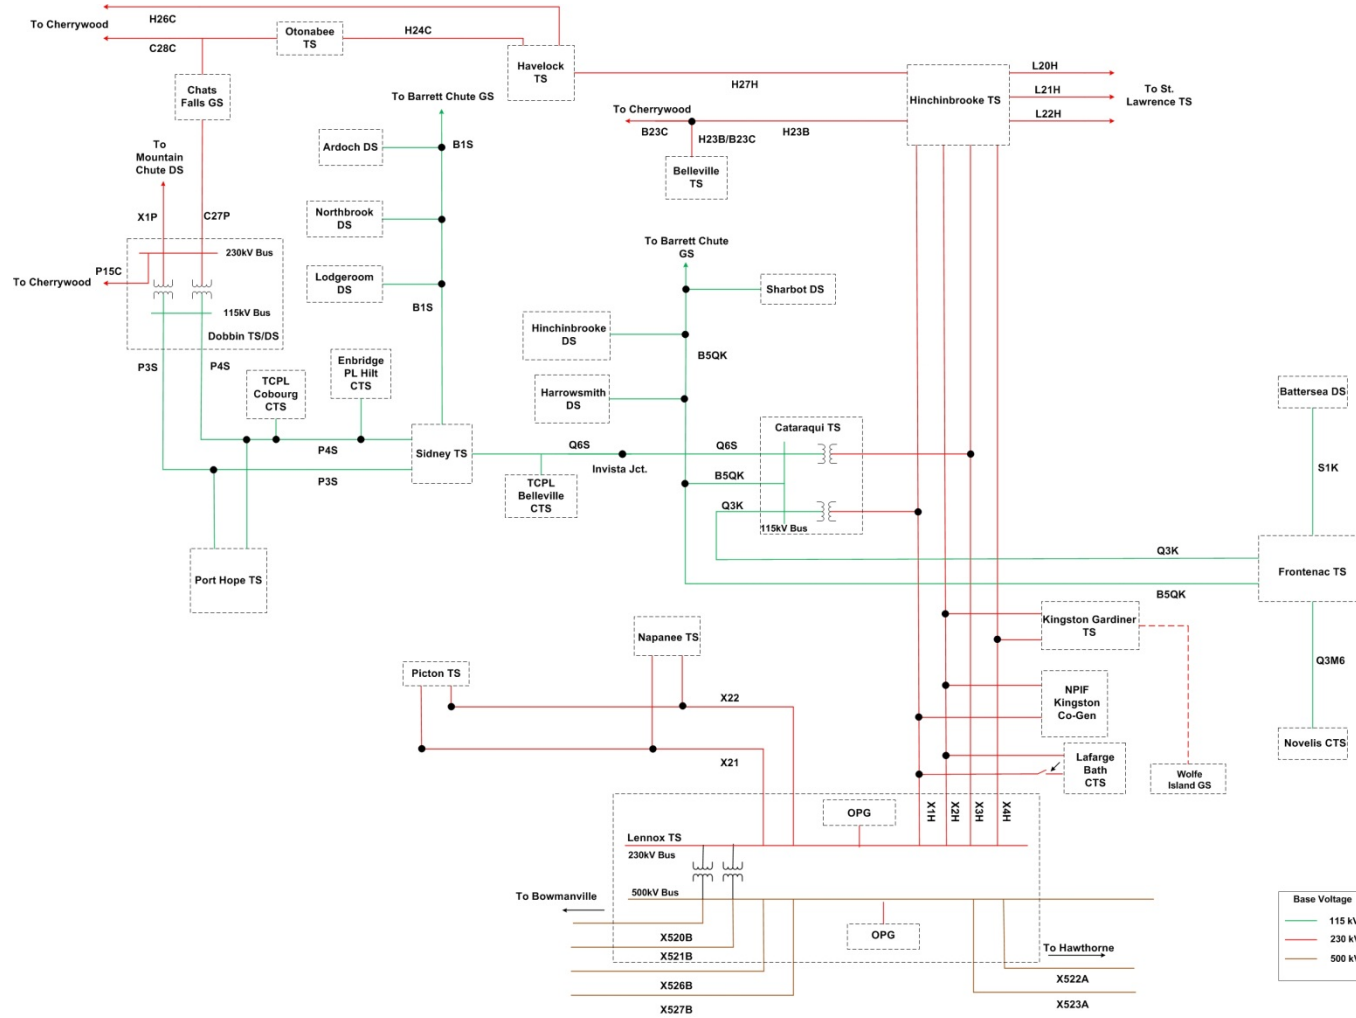 H26C
To Cherrywood
C28C
Otonabee
TS
H24C
Havelock
TS
H27H
Hinchinbrooke TS
L20H
L21H
L22H
To St.
Lawrence TS
Chats
Falls GS
To Barrett Chute GS
To Cherrywood
B23C
H23B/B23C
H23B
Belleville
TS
Ardoch DS
B1S
To
Mountain
Chute DS
X1P
C27P
Northbrook
DS
P15C
To Cherrywood
230kV Bus
115kV Bus
Dobbin TS/DS
Lodgeroom
DS
B1S
To Barrett Chute
GS
Sharbot DS
Hinchinbrooke
DS
B5QK
Harrowsmith
DS
P3S
P4S
TCPL
Cobourg
CTS
Enbridge
PL Hilt
CTS
P4S
P3S
Sidney TS
Port Hope TS
Q6S
TCPL
Belleville
CTS
Invista Jct.
Q6S
B5QK
Q3K
Cataraqui TS
115kV Bus
Battersea DS
S1K
Q3K
Frontenac TS
B5QK
Q3M6
Novelis CTS
Kingston Gardiner
TS
NPIF
Kingston
Co-Gen
Lafarge
Bath
CTS
Wolfe
Island GS
Napanee TS
Picton TS
X22
X21
X1H
X2H
X3H
X4H
OPG
Lennox TS
230kV Bus
500kV Bus
OPG
To Bowmanville
X520B
X521B
X526B
X527B
To Hawthorne
X522A
X523A
Base Voltage
115 kV
230 kV
500 kV